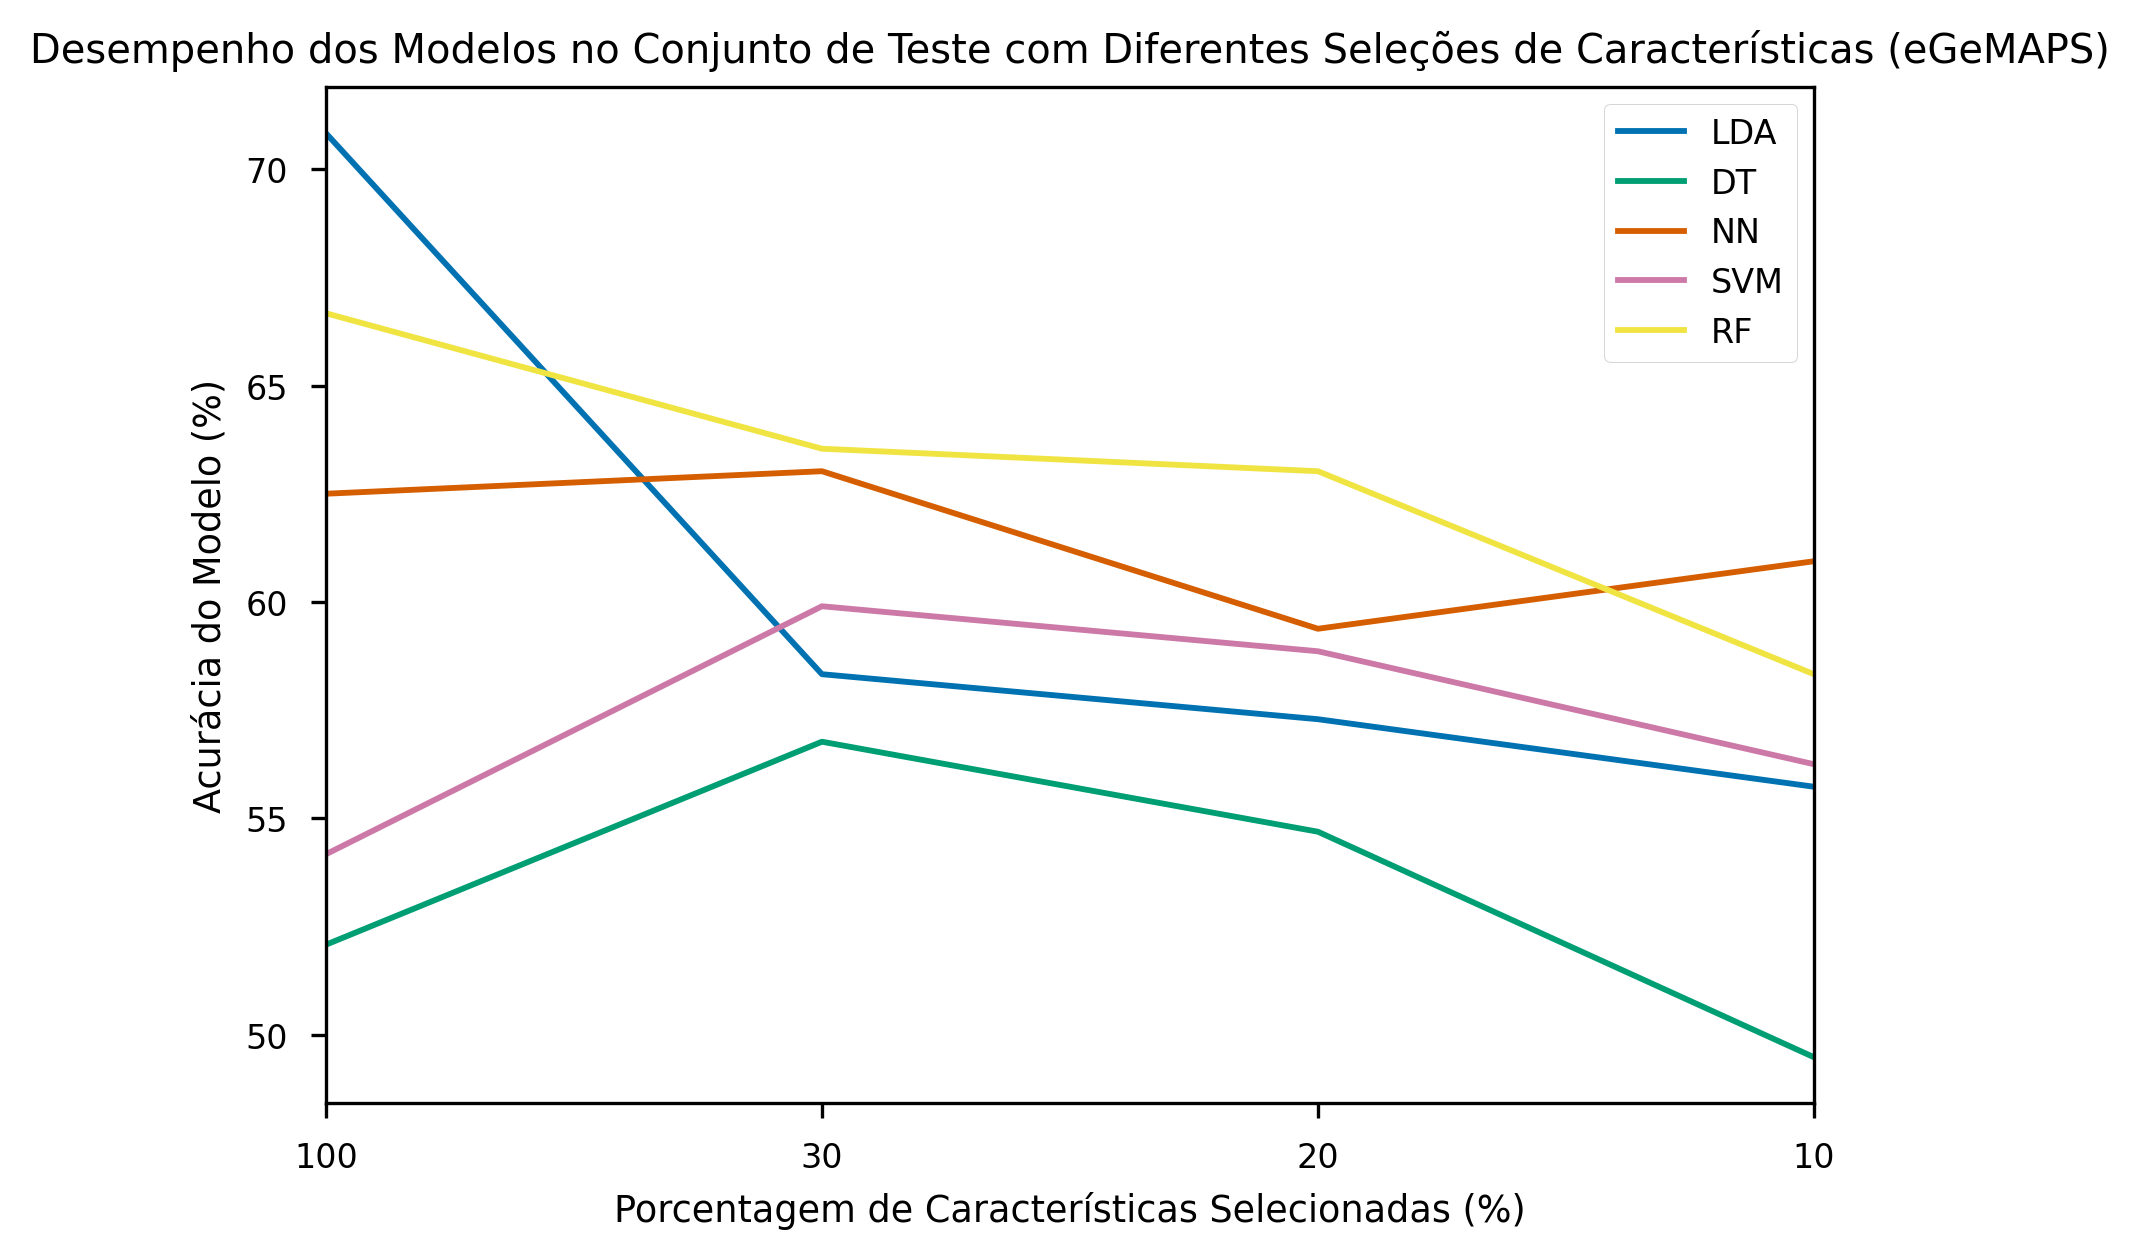 Desempenho dos Modelos no Conjunto de Teste com Diferentes Seleções de Características (eGeMAPS)
LDA
DT
NN
SVM
RF
70
65
60
55
50
Acurácia do Modelo (%)
100 30 20 10
Porcentagem de Características Selecionadas (%)